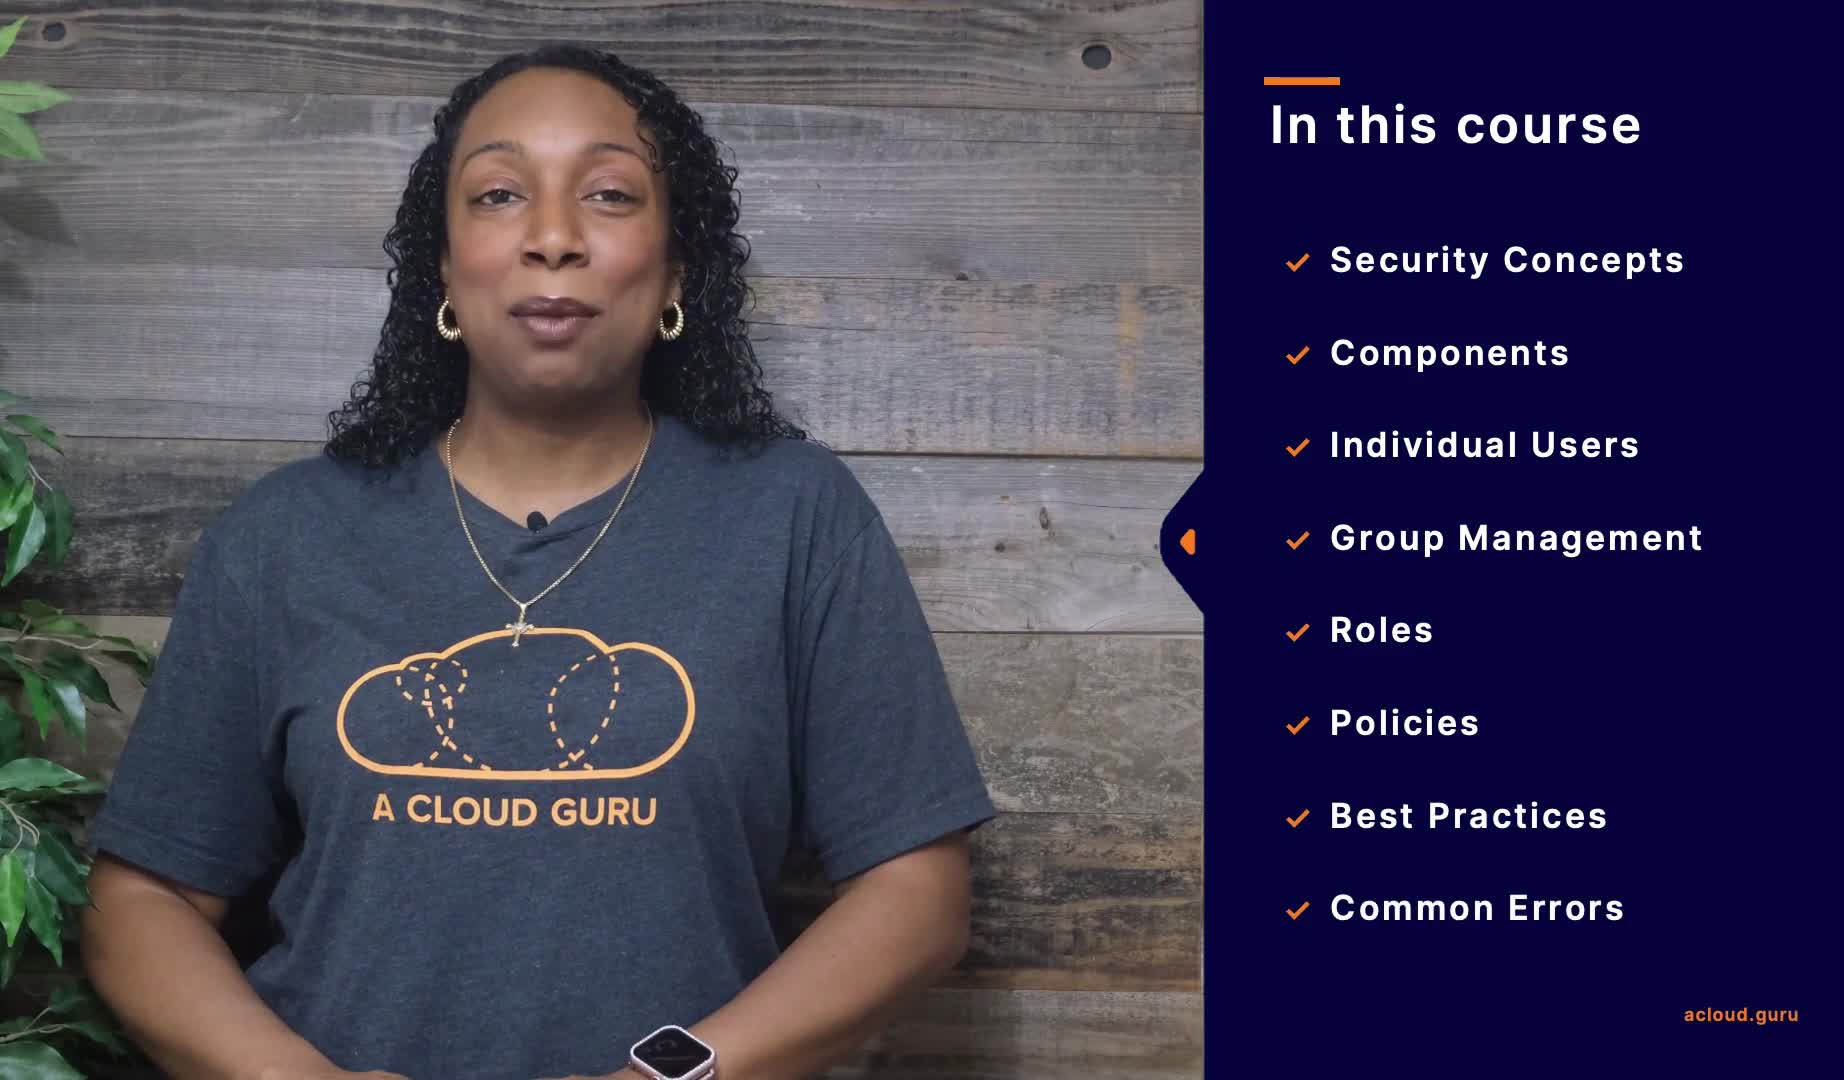 In this course
Security Concepts
Components
Individual Users
Group Management
Roles
Policies
Best Practices
Common Errors
acloud.guru
A CLOUD GURU